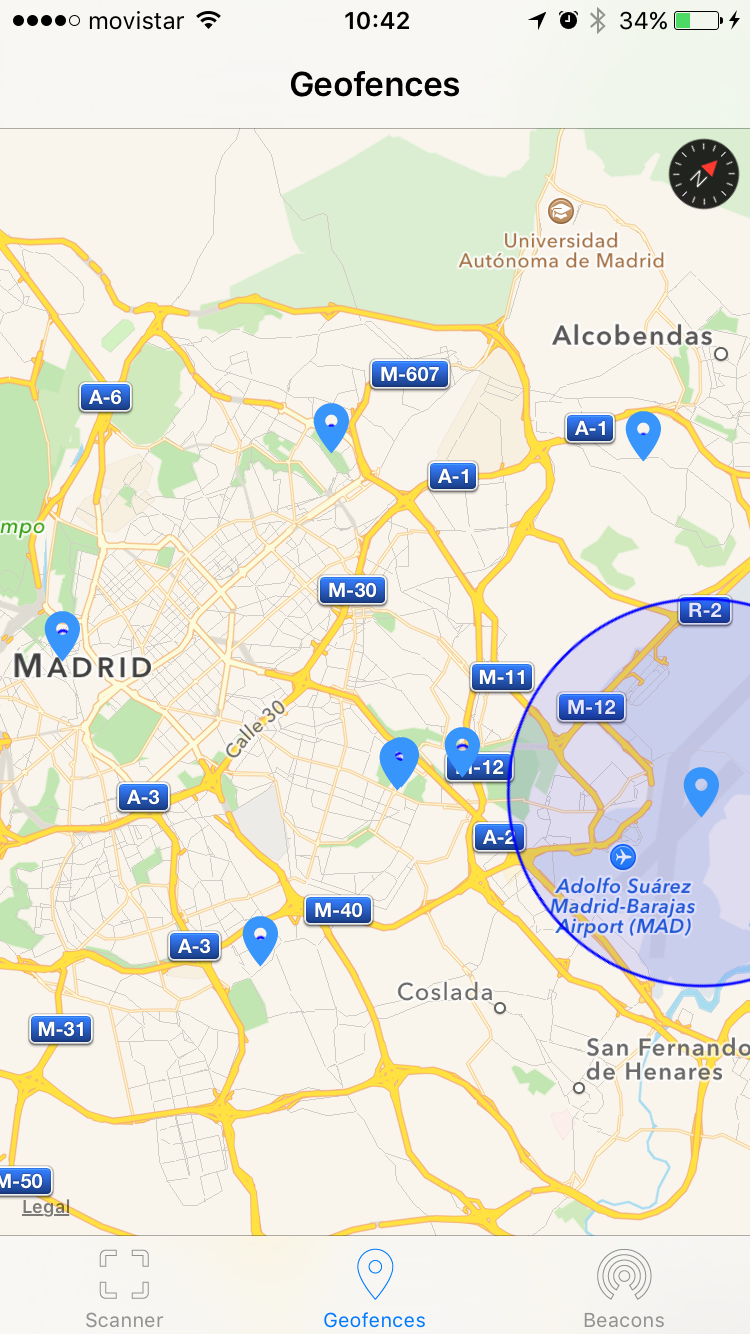 movistar
10:42
34%
Geofences
N
Universidad
Autónoma de Madrid
Alcobendas
M-607
A-6
A-1
A-1
mpo
M-30
R-2
MADRID
M-11
M-12
Calle 30
M-12
A-3
A-2
Adolfo Suárez
Madrid-Barajas
Airport (MAD)
M-40
A-3
Coslada
M-31
San Fernando
de Henares
M-50
Legal
Scanner
Geofences
Beacons